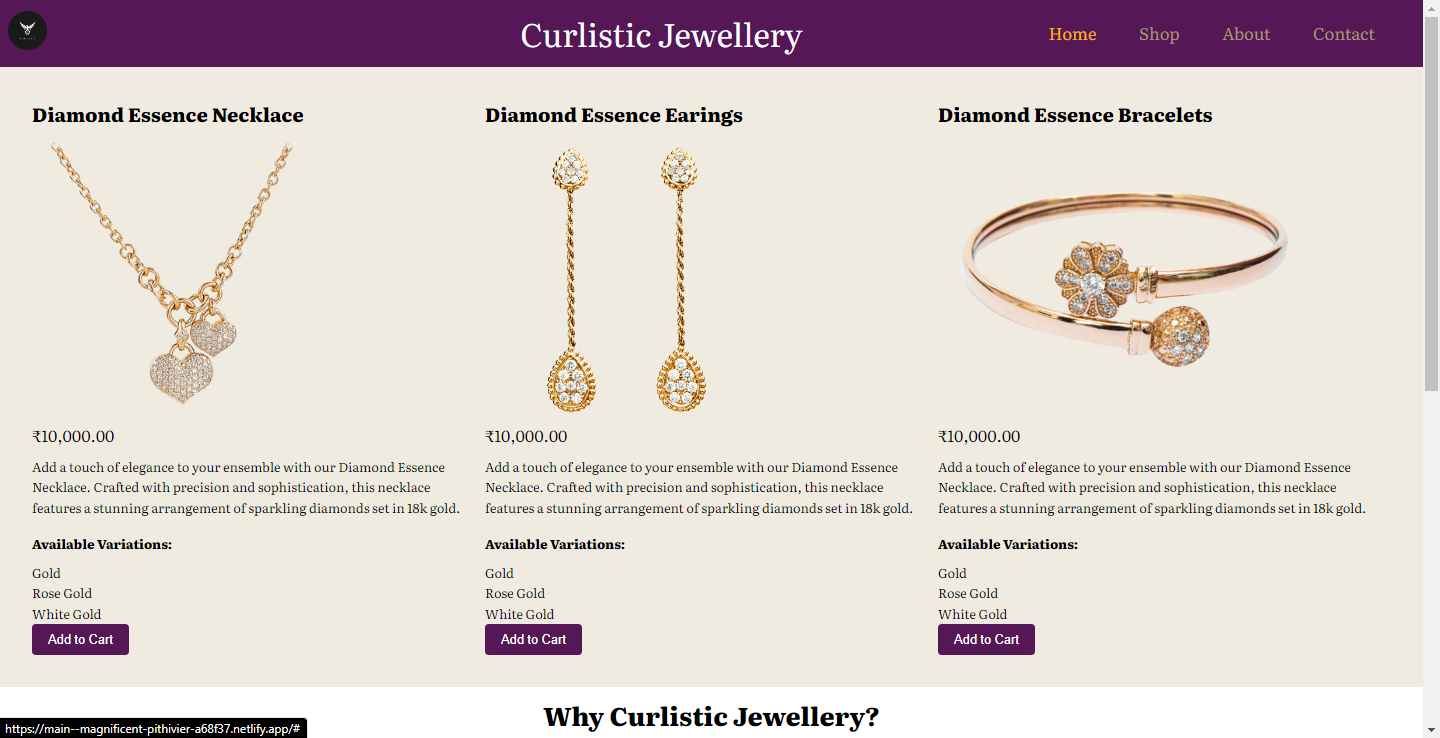 Curlistic Jewellery
Home Shop About Contact
Diamond Essence Necklace
₹10,000.00
Add a touch of elegance to your ensemble with our Diamond Essence
Necklace. Crafted with precision and sophistication, this necklace
features a stunning arrangement of sparkling diamonds set in 18k gold.
Available Variations:
Gold
Rose Gold
White Gold
Add to Cart
Diamond Essence Earings
₹10,000.00
Add a touch of elegance to your ensemble with our Diamond Essence
Necklace. Crafted with precision and sophistication, this necklace
features a stunning arrangement of sparkling diamonds set in 18k gold.
Available Variations:
Gold
Rose Gold
White Gold
Add to Cart
Diamond Essence Bracelets
₹10,000.00
Add a touch of elegance to your ensemble with our Diamond Essence
Necklace. Crafted with precision and sophistication, this necklace
features a stunning arrangement of sparkling diamonds set in 18k gold.
Available Variations:
Gold
Rose Gold
White Gold
Add to Cart
Why Curlistic Jewellery?
https://main--magnificent-pithivier-a68f37.netlify.app/#